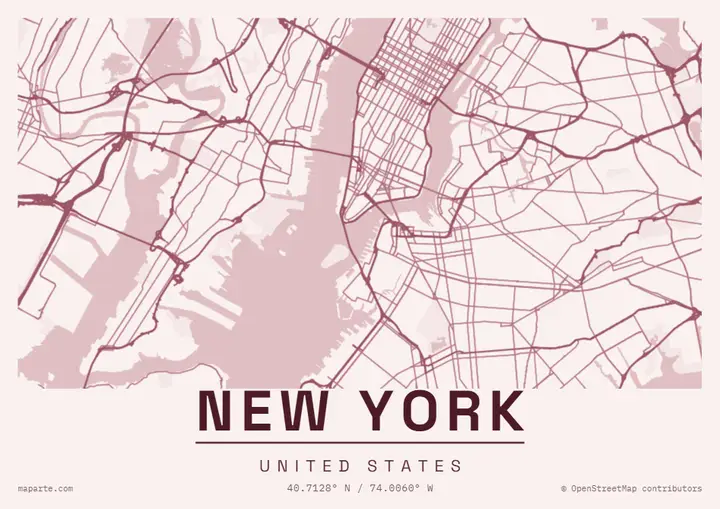 NEW YORK
UNITED STATES
40.7128° N / 74.0060° W
maparte.com
© OpenStreetMap contributors